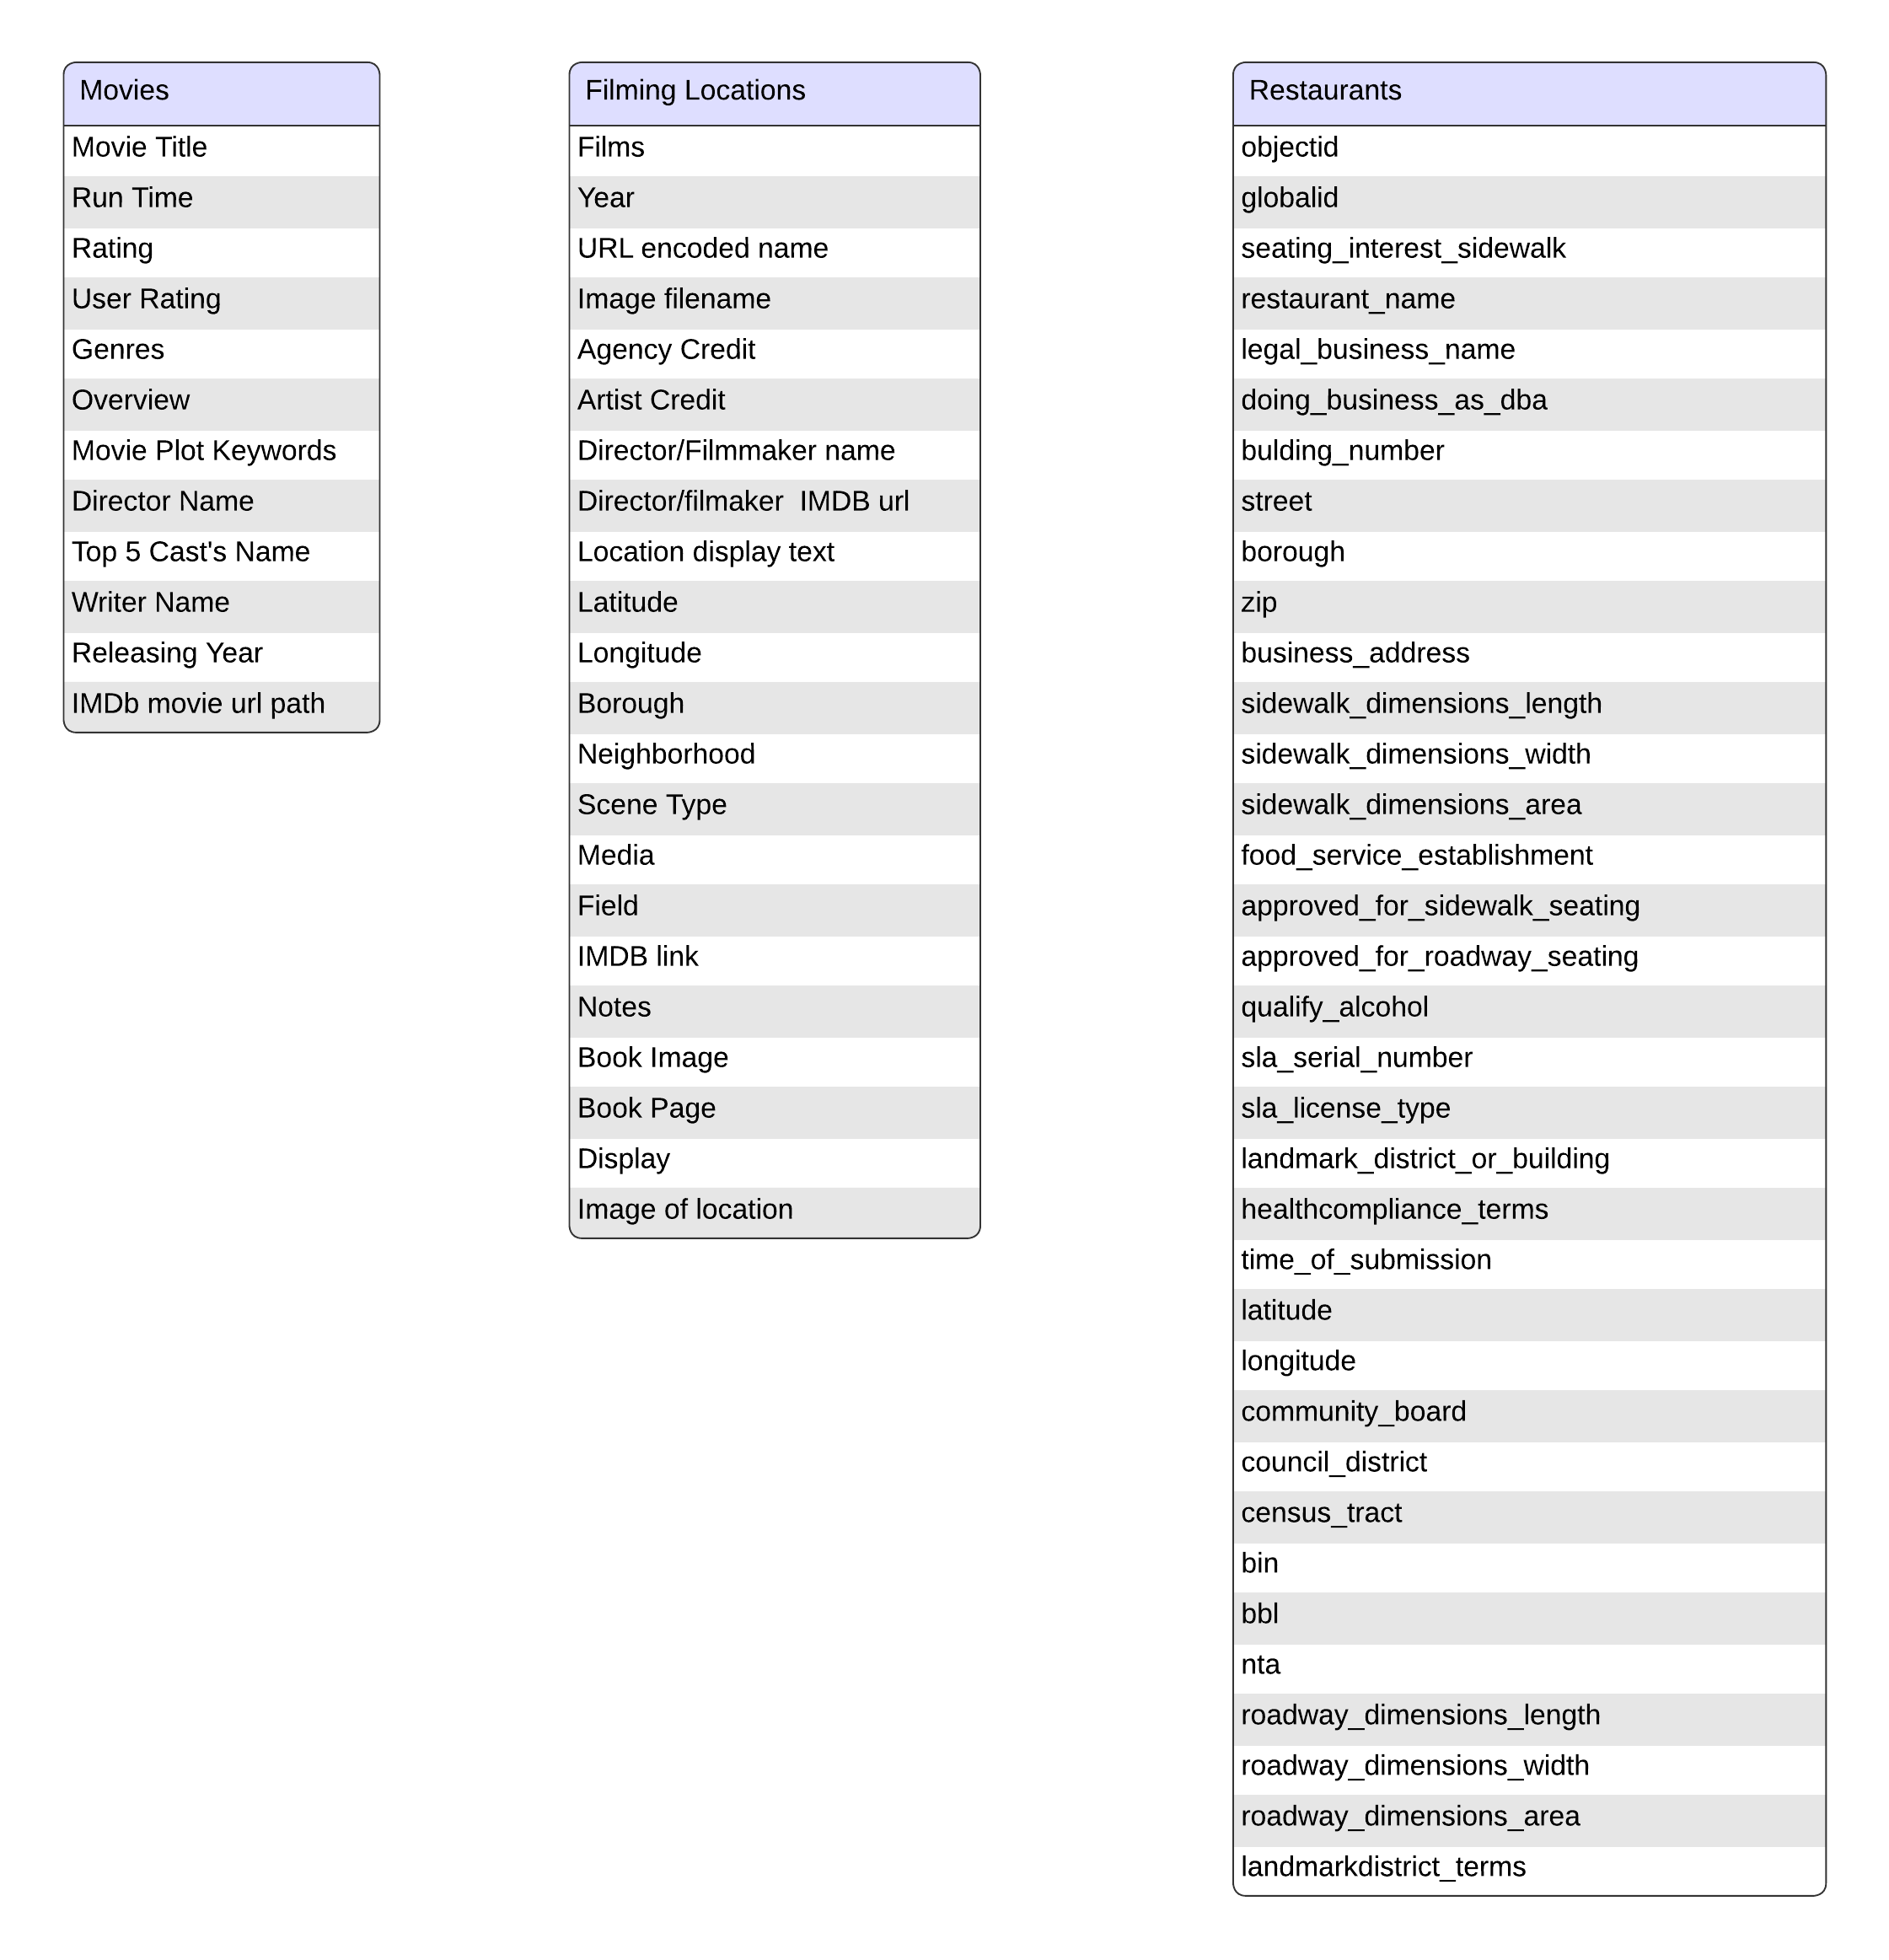 Movies
Movie Title
Run Time
Rating
User Rating
Genres
Overview
Movie Plot Keywords
Director Name
Top 5 Cast's Name
Writer Name
Releasing Year
IMDb movie url path
Filming Locations
Films
Year
URL encoded name
Image filename
Agency Credit
Artist Credit
Director/Filmmaker name
Director/filmaker  IMDB url
Location display text
Latitude
Longitude
Borough
Neighborhood
Scene Type
Media
Field
IMDB link
Notes
Book Image
Book Page
Display
Image of location
Restaurants
objectid
globalid
seating_interest_sidewalk
restaurant_name
legal_business_name
doing_business_as_dba
bulding_number
street
borough
zip
business_address
sidewalk_dimensions_length
sidewalk_dimensions_width
sidewalk_dimensions_area
food_service_establishment
approved_for_sidewalk_seating
approved_for_roadway_seating
qualify_alcohol
sla_serial_number
sla_license_type
landmark_district_or_building
healthcompliance_terms
time_of_submission
latitude
longitude
community_board
council_district
census_tract
bin
bbl
nta
roadway_dimensions_length
roadway_dimensions_width
roadway_dimensions_area
landmarkdistrict_terms